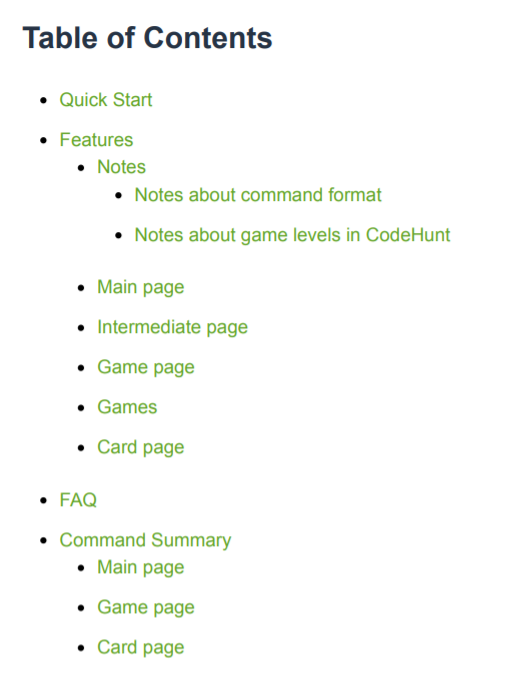 Table of Contents
Quick Start
Features
Notes
Notes about command format
Notes about game levels in CodeHunt
Main page
Intermediate page
Game page
Games
Card page
FAQ
Command Summary
Main page
Game page
Card page